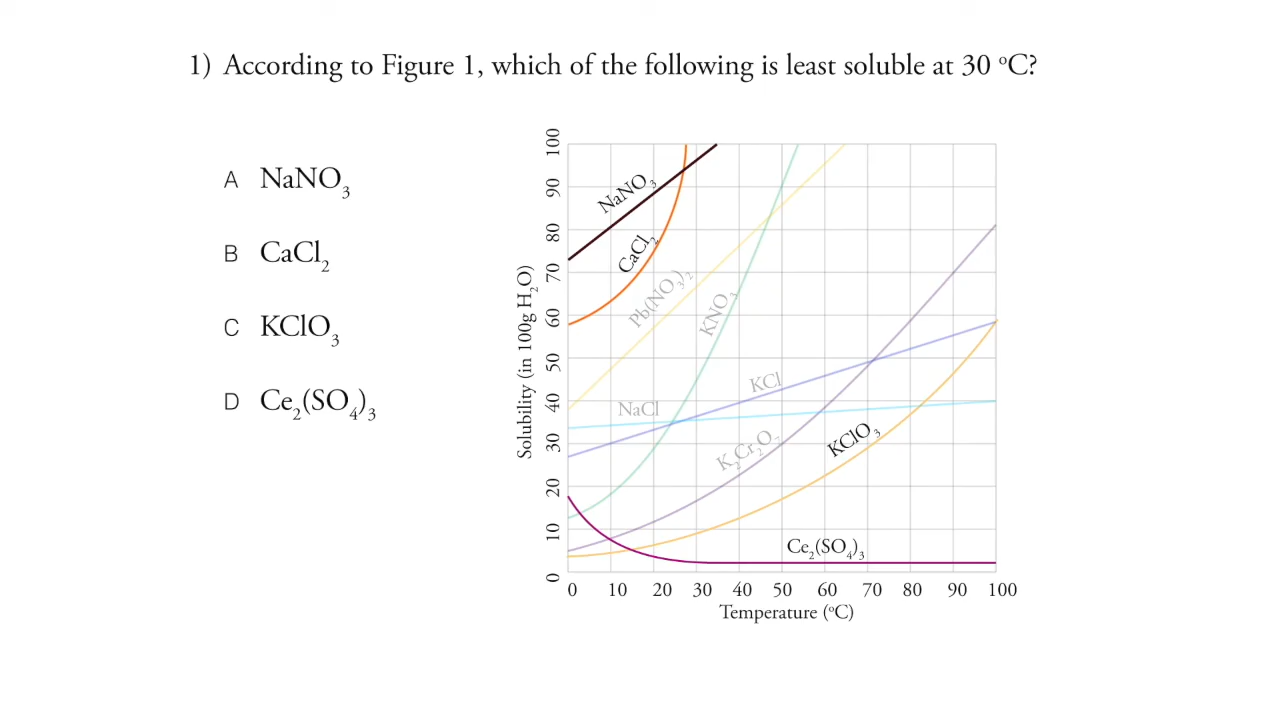 1) According to Figure 1, which of the following is least soluble at 30 °C?
A NaNO₃
B CaCl₂
C KClO₃
D Ce₂(SO₄)₃
Solubility (in 100g H₂O)
100
90
80
70
60
50
40
30
20
10
0
NaNO₃
CaCl₂
Pb(NO₃)₂
KNO₃
KCl
NaCl
K₂Cr₂O₇
KClO₃
Ce₂(SO₄)₃
0 10 20 30 40 50 60 70 80 90 100
Temperature (°C)